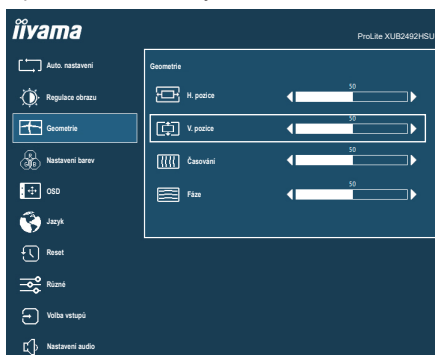 iiyama
ProLite XUB2492HSU
Auto. nastavení
Regulace obrazu
Geometrie
Nastavení barev
OSD
Jazyk
Reset
Různé
Volba vstupů
Nastavení audio
Geometrie
H. pozice
50
V. pozice
50
Časování
50
Fáze
50